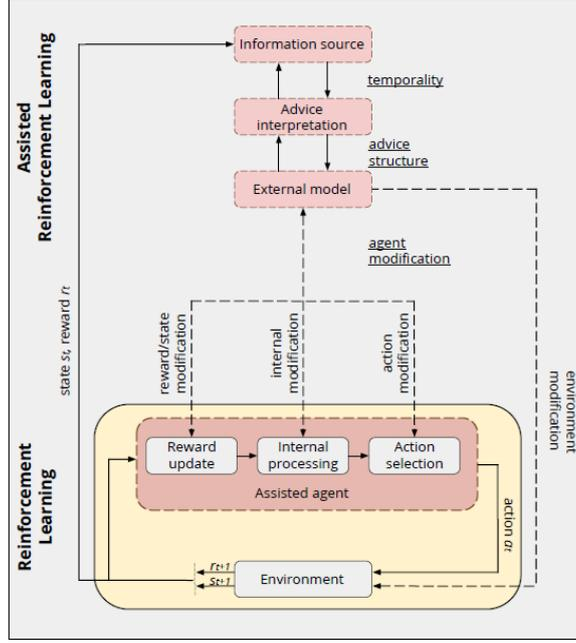 Assisted
Reinforcement Learning
Information source
temporality
Advice
interpretation
advice
structure
External model
agent
modification
state st, reward rt
reward/state
modification
internal
modification
action
modification
environment
modification
Reinforcement
Learning
Reward
update
Internal
processing
Action
selection
Assisted agent
action at
rt+1
st+1
Environment